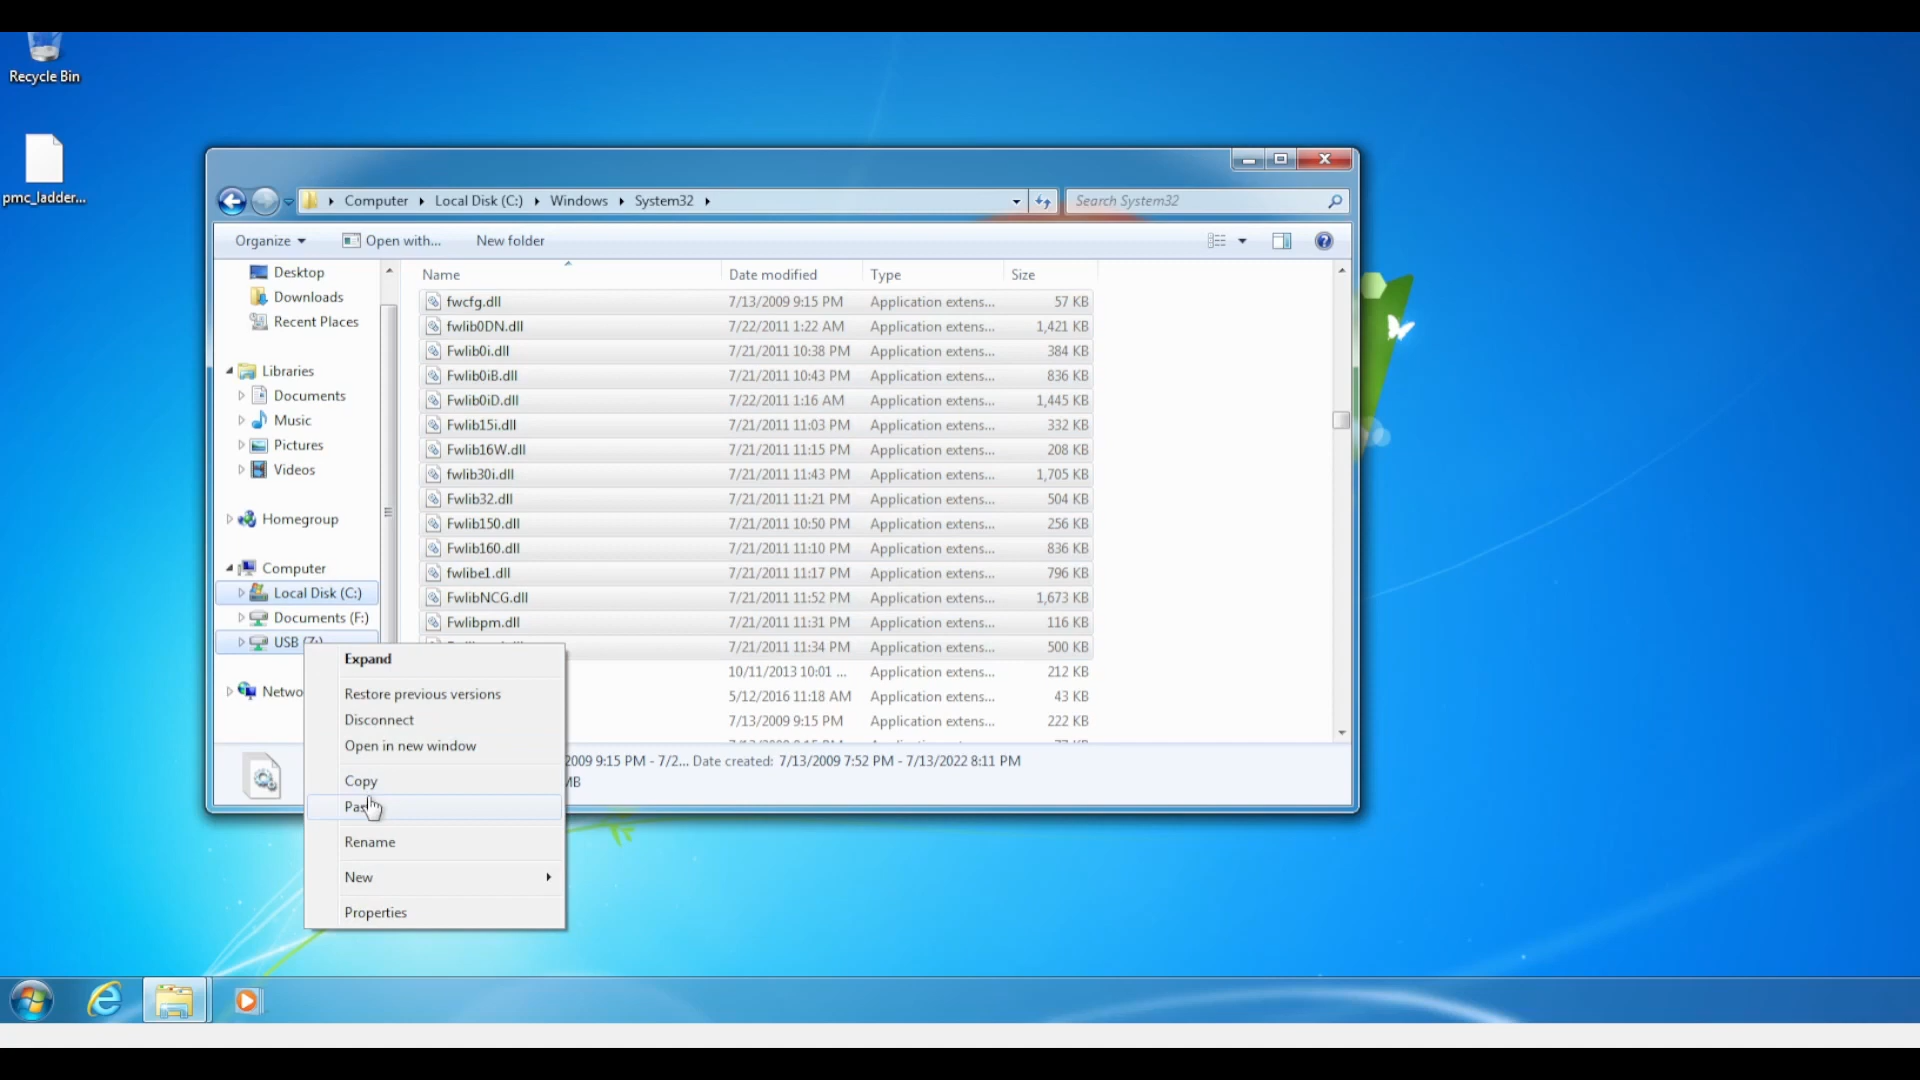 Recycle Bin
pmc_ladder...
Computer Local Disk (C:) Windows System32
Search System32
Organize Open with... New folder
Name Date modified Type Size
Desktop
Downloads
Recent Places
Libraries
Documents
Music
Pictures
Videos
Homegroup
Computer
Local Disk (C:)
Documents (F:)
USB (Z:)
fwcfg.dll 7/13/2009 9:15 PM Application extens... 57 KB
fwlib0DN.dll 7/22/2011 1:22 AM Application extens... 1,421 KB
Fwlib0i.dll 7/21/2011 10:38 PM Application extens... 384 KB
Fwlib0iB.dll 7/21/2011 10:43 PM Application extens... 836 KB
Fwlib0iD.dll 7/22/2011 1:16 AM Application extens... 1,445 KB
Fwlib15i.dll 7/21/2011 11:03 PM Application extens... 332 KB
Fwlib16W.dll 7/21/2011 11:15 PM Application extens... 208 KB
fwlib30i.dll 7/21/2011 11:43 PM Application extens... 1,705 KB
Fwlib32.dll 7/21/2011 11:21 PM Application extens... 504 KB
Fwlib150.dll 7/21/2011 10:50 PM Application extens... 256 KB
Fwlib160.dll 7/21/2011 11:10 PM Application extens... 836 KB
fwlibe1.dll 7/21/2011 11:17 PM Application extens... 796 KB
FwlibNCG.dll 7/21/2011 11:52 PM Application extens... 1,673 KB
Fwlibpm.dll 7/21/2011 11:31 PM Application extens... 116 KB
7/21/2011 11:34 PM Application extens... 500 KB
10/11/2013 10:01 ... Application extens... 212 KB
5/12/2016 11:18 AM Application extens... 43 KB
7/13/2009 9:15 PM Application extens... 222 KB
Netwo
Expand
Restore previous versions
Disconnect
Open in new window
Copy
Pas
Rename
New
Properties
2009 9:15 PM - 7/2... Date created: 7/13/2009 7:52 PM - 7/13/2022 8:11 PM
MB